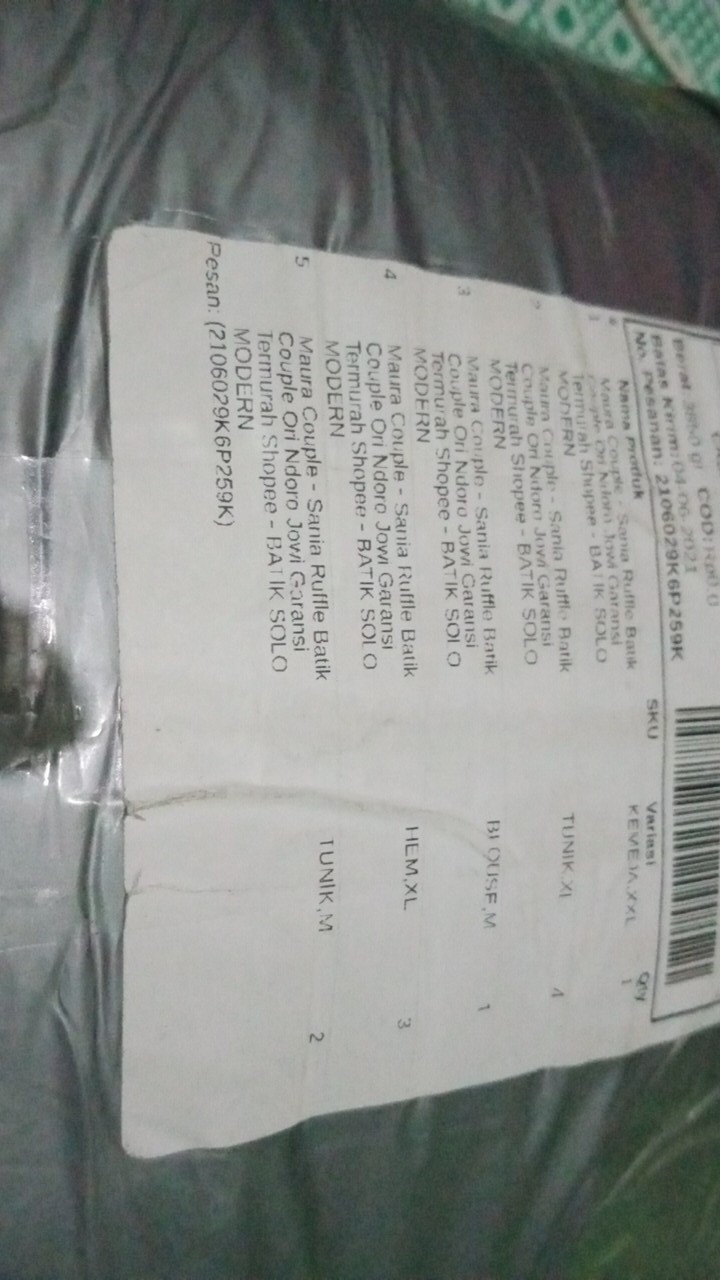 COD:
Berat
Batas Kirim: 04-06-2021
No. Pesanan: 2106029K6P259K
# Nama Produk SKU Variasi Qty
1 Maura Couple - Sania Ruffle Batik KEMEJA,XXL 1
Couple Ori Ndoro Jowi Garansi
Termurah Shopee - BATIK SOLO
MODERN
2 Maura Couple - Sania Ruffle Batik TUNIK,XL 4
Couple Ori Ndoro Jowi Garansi
Termurah Shopee - BATIK SOLO
MODERN
3 Maura Couple - Sania Ruffle Batik BLOUSE,M 1
Couple Ori Ndoro Jowi Garansi
Termurah Shopee - BATIK SOLO
MODERN
4 Maura Couple - Sania Ruffle Batik HEM,XL 3
Couple Ori Ndoro Jowi Garansi
Termurah Shopee - BATIK SOLO
MODERN
5 Maura Couple - Sania Ruffle Batik TUNIK,M 2
Couple Ori Ndoro Jowi Garansi
Termurah Shopee - BATIK SOLO
MODERN
Pesan: (2106029K6P259K)